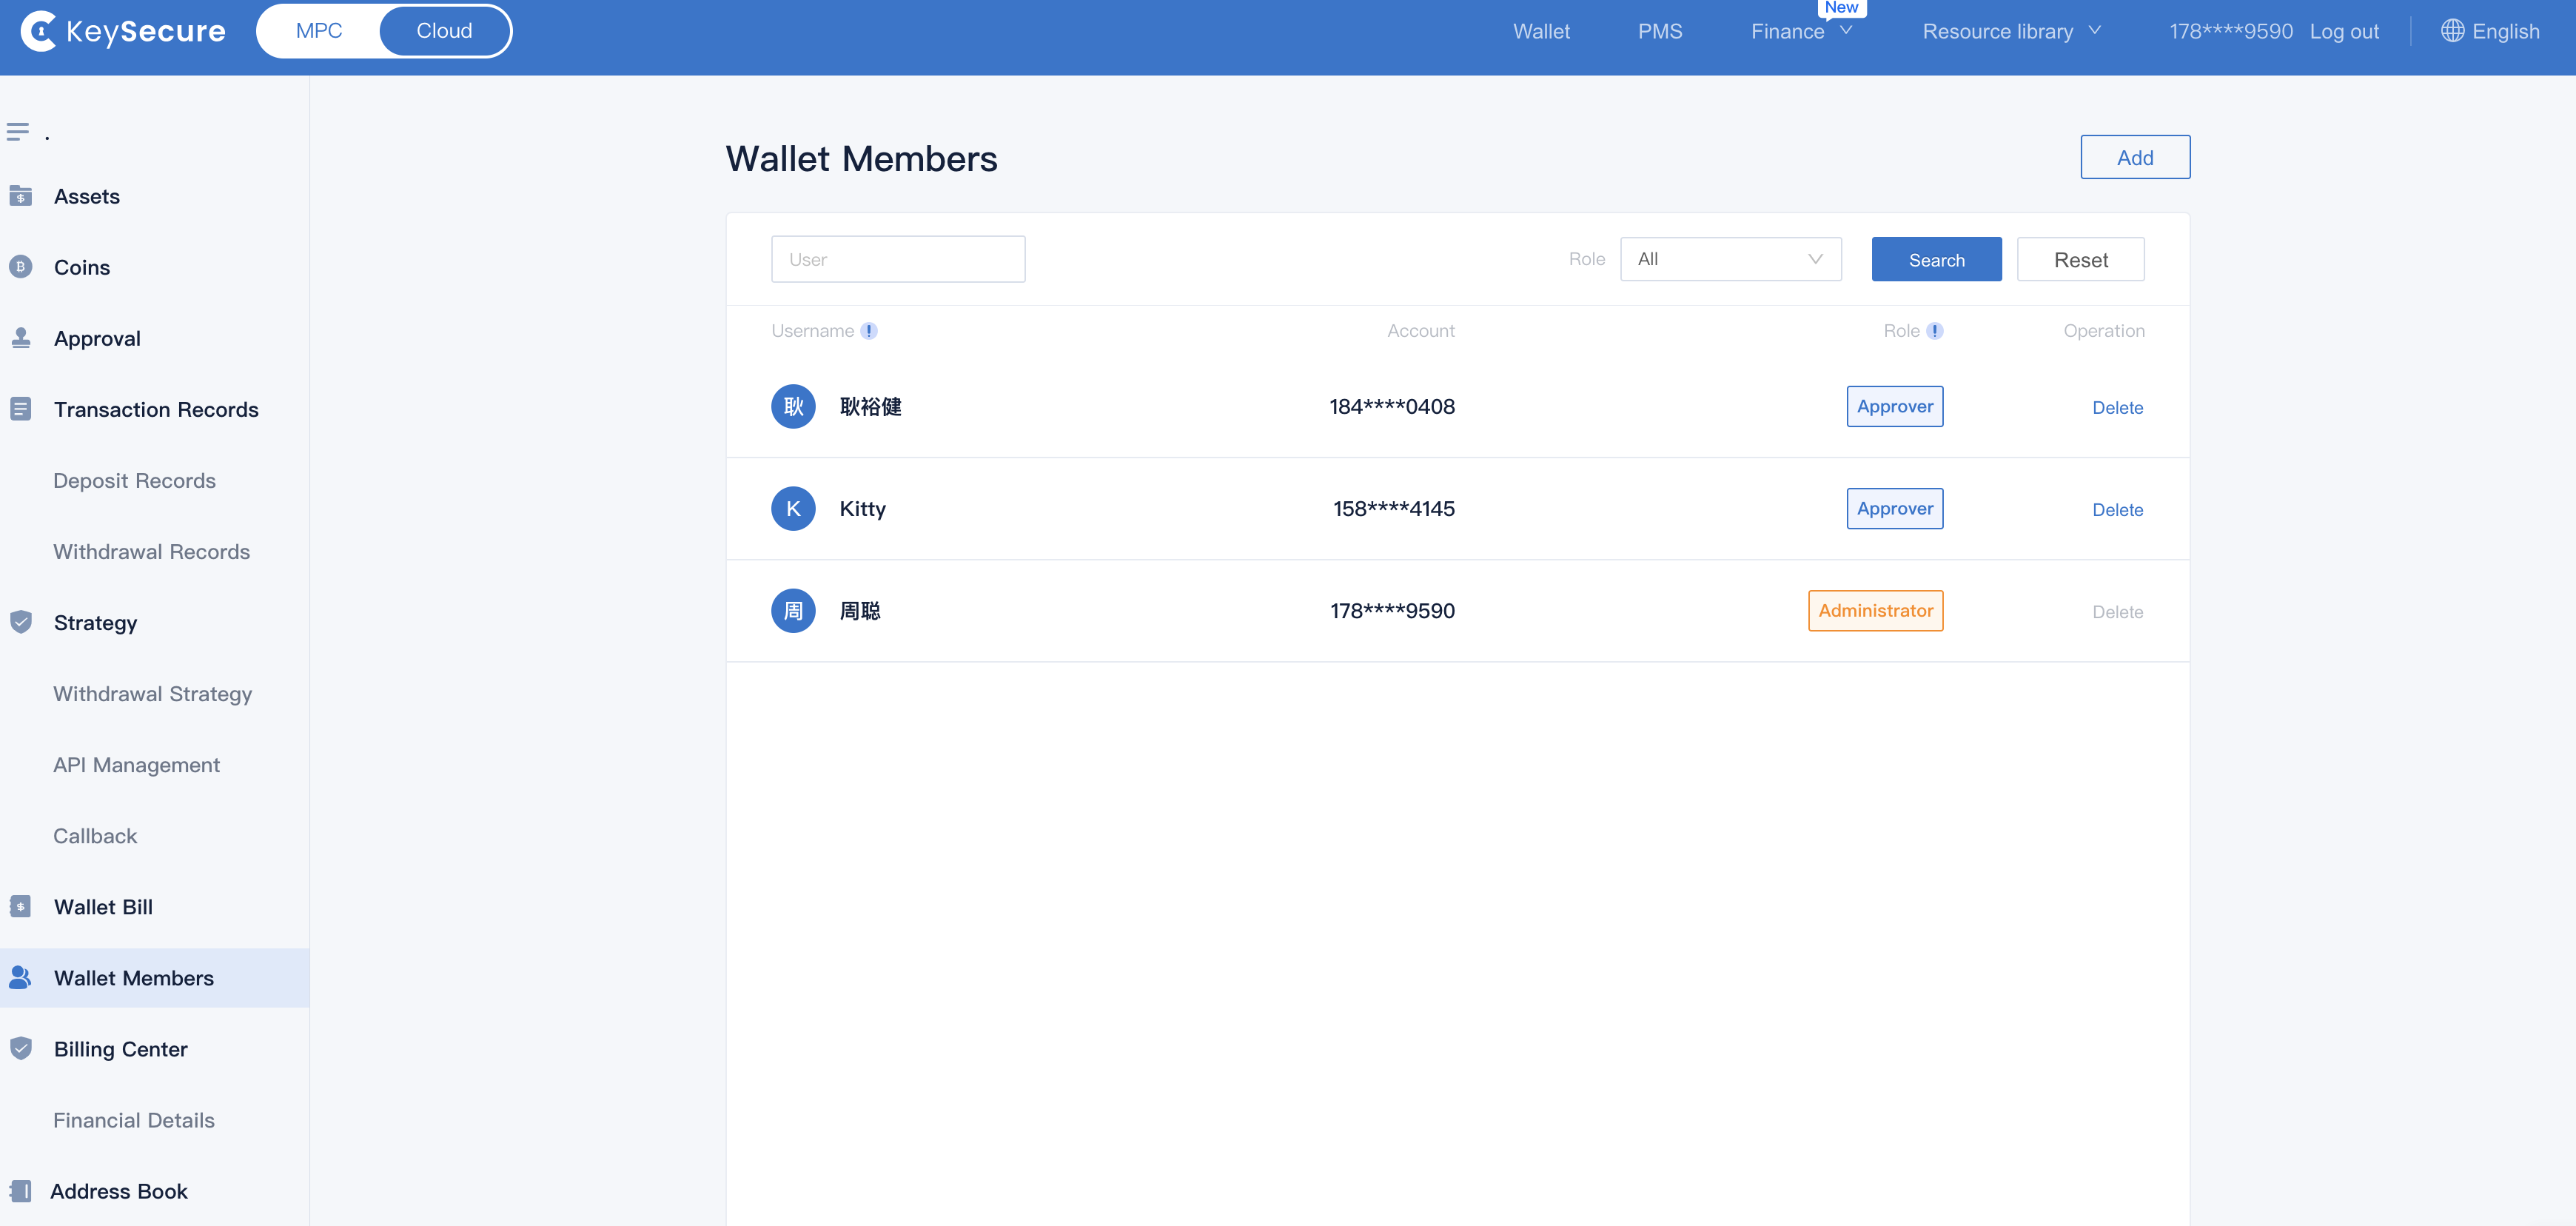 KeySecure
MPC
Cloud
Wallet
PMS
Finance
New
Resource library
178****9590
Log out
English
.
Assets
Coins
Approval
Transaction Records
Deposit Records
Withdrawal Records
Strategy
Withdrawal Strategy
API Management
Callback
Wallet Bill
Wallet Members
Billing Center
Financial Details
Address Book
Wallet Members
Add
User
Role
All
Search
Reset
Username !
Account
Role !
Operation
耿 耿裕健 184****0408 Approver Delete
K Kitty 158****4145 Approver Delete
周 周聪 178****9590 Administrator Delete